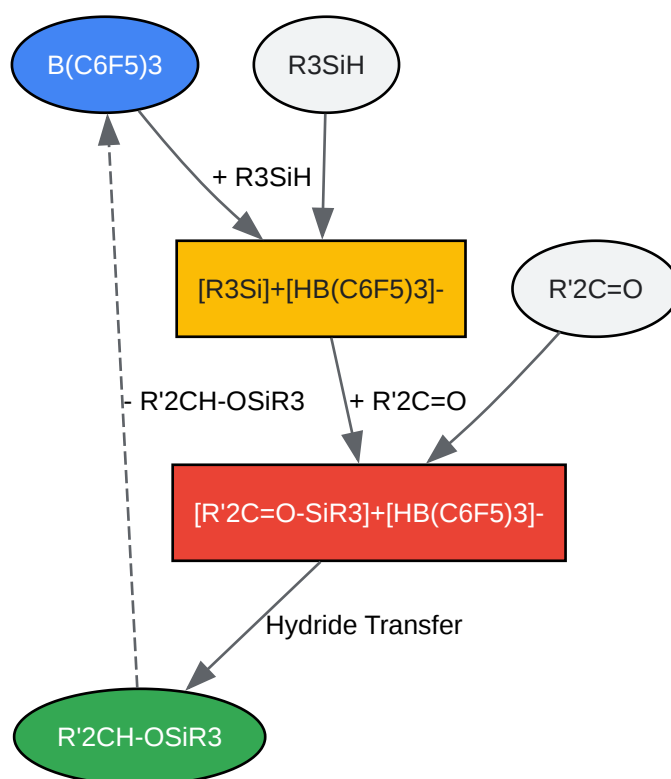 B(C6F5)3
R3SiH
+ R3SiH
[R3Si]+[HB(C6F5)3]-
R'2C=O
- R'2CH-OSiR3
+ R'2C=O
[R'2C=O-SiR3]+[HB(C6F5)3]-
Hydride Transfer
R'2CH-OSiR3